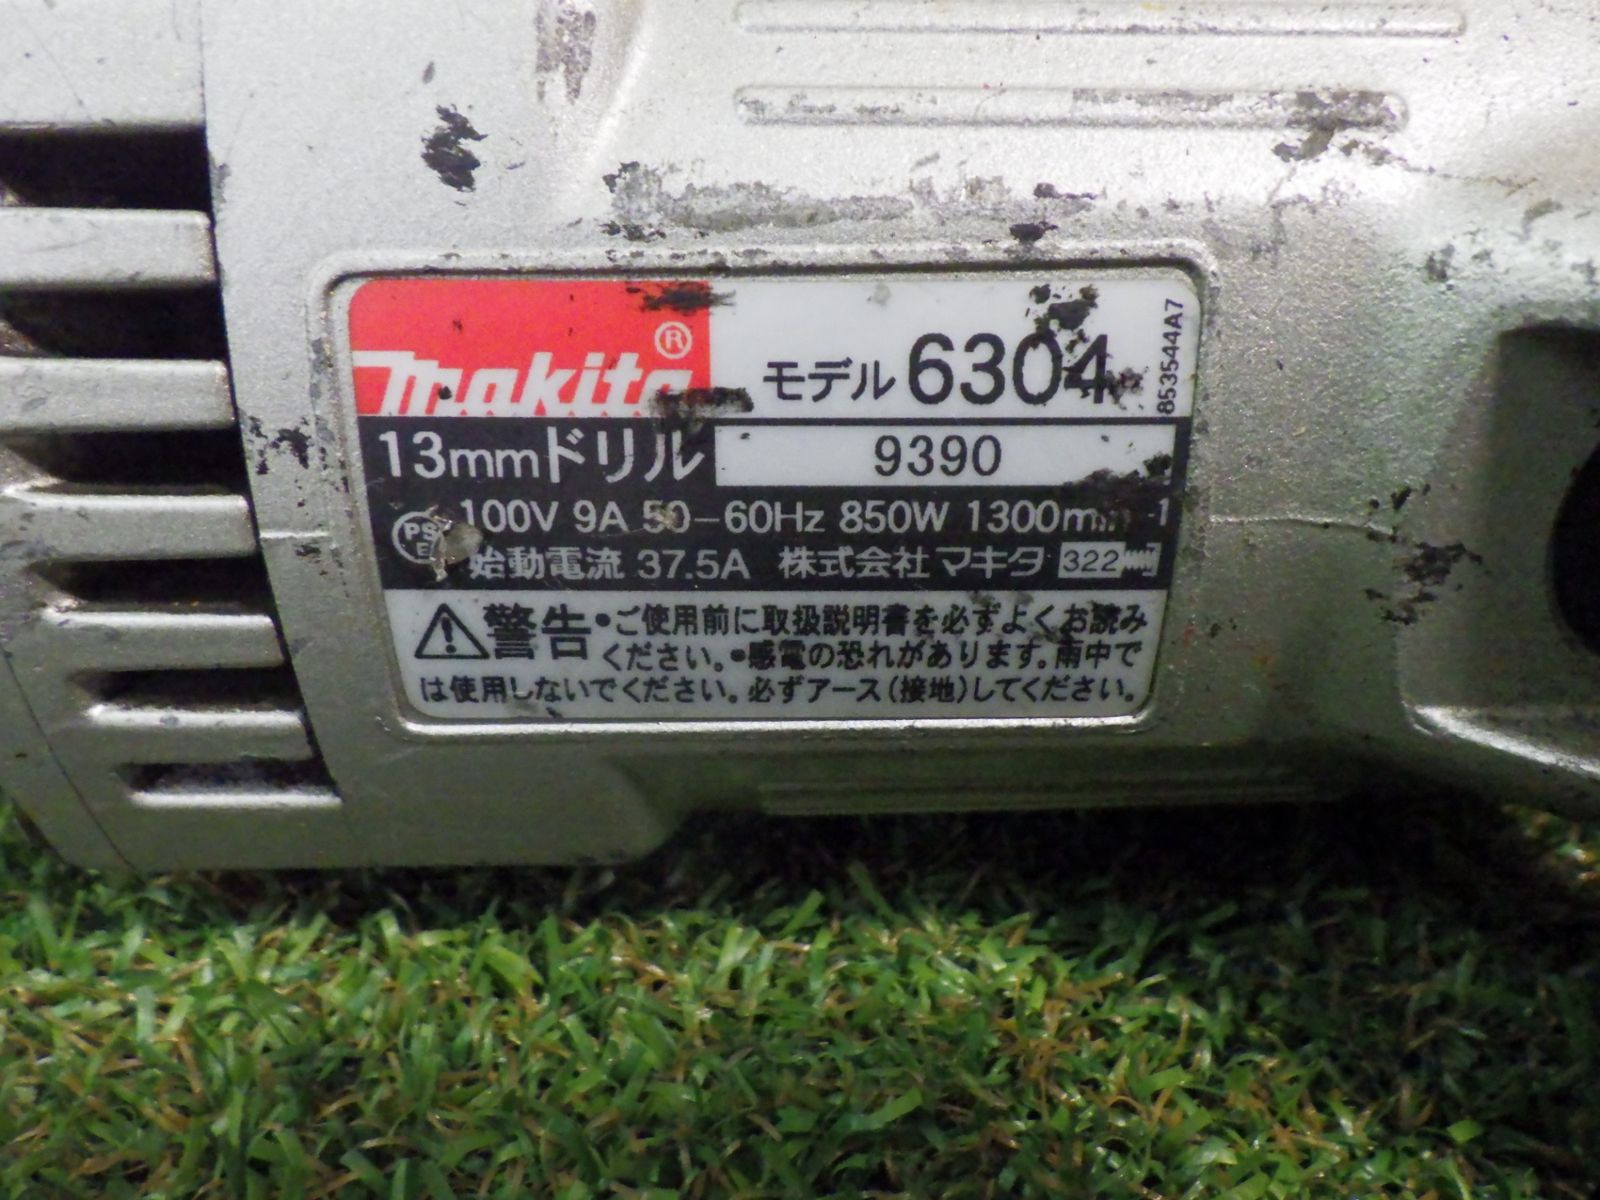 makita®
モデル 6304
853544A7
13mmドリル 9390
PS E
100V 9A 50-60Hz 850W 1300min-1
始動電流 37.5A 株式会社マキタ 322
警告 •ご使用前に取扱説明書を必ずよくお読み
ください。•感電の恐れがあります。雨中で
は使用しないでください。必ずアース(接地)してください。